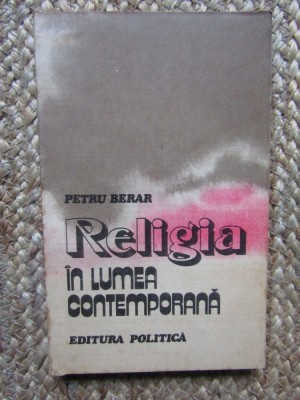 PETRU BERAR
Religia
ÎN LUMEA
CONTEMPORANĂ
EDITURA POLITICĂ